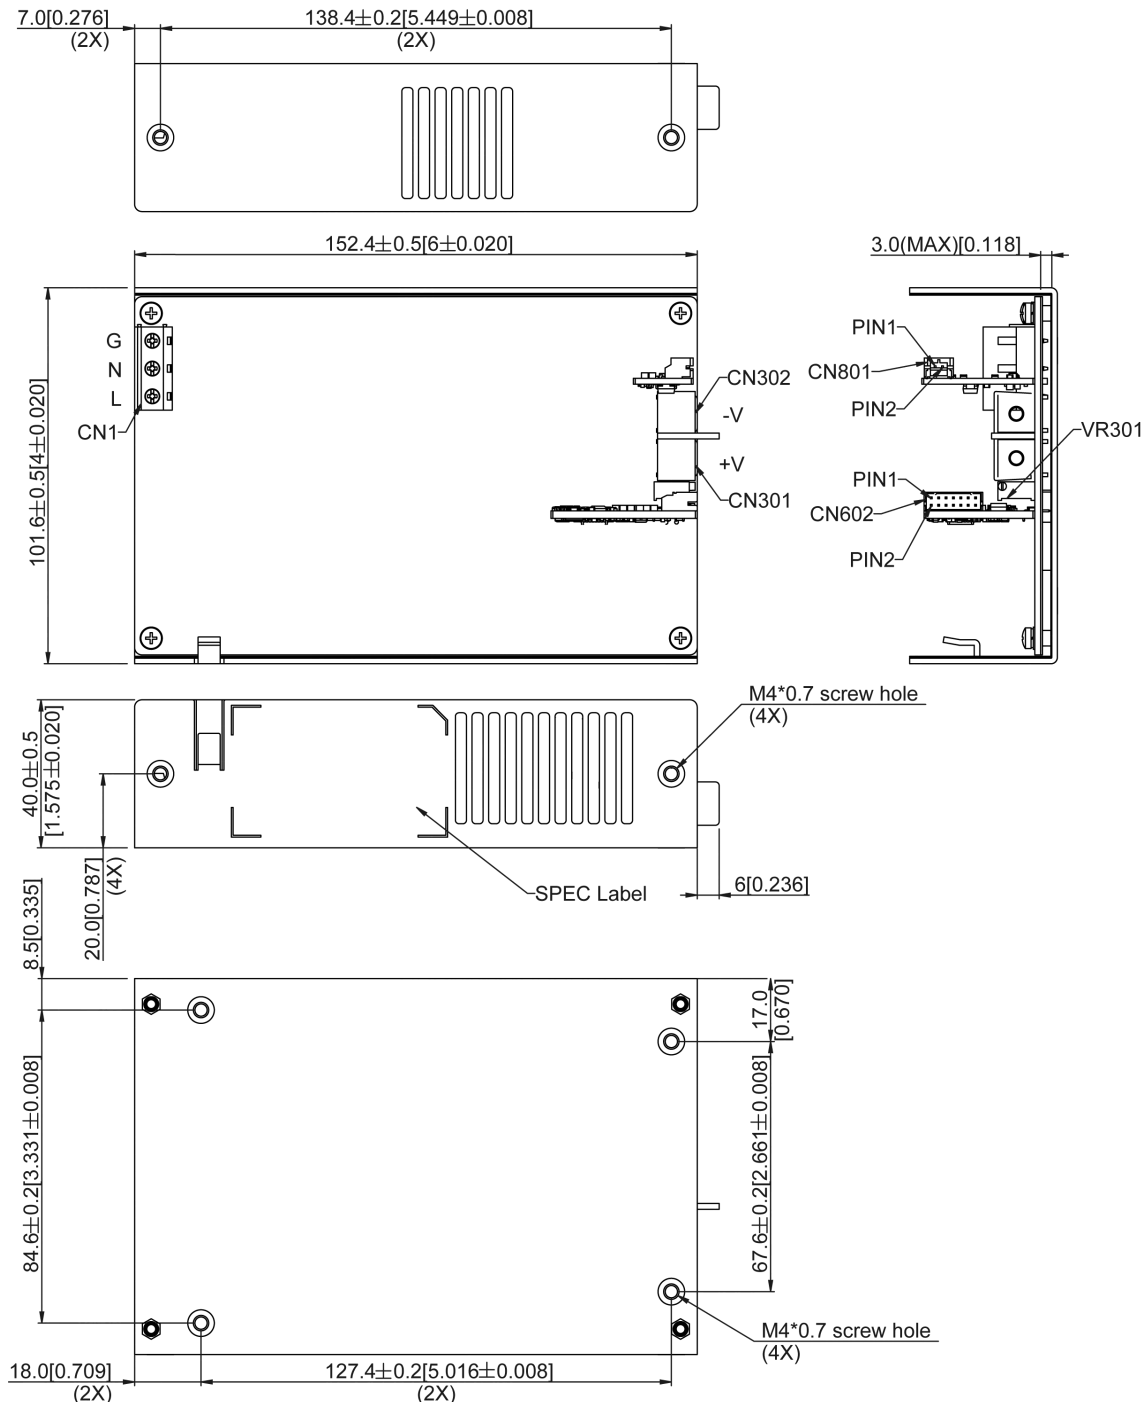 7.0[0.276]
(2X)
138.4±0.2[5.449±0.008]
(2X)
152.4±0.5[6±0.020]
3.0(MAX)[0.118]
101.6±0.5[4±0.020]
G
N
L
CN1
CN302
-V
+V
CN301
PIN1
CN801
PIN2
VR301
PIN1
CN602
PIN2
M4*0.7 screw hole
(4X)
40.0±0.5
[1.575±0.020]
20.0[0.787]
(4X)
SPEC Label
6[0.236]
8.5[0.335]
17.0
[0.670]
84.6±0.2[3.331±0.008]
67.6±0.2[2.661±0.008]
M4*0.7 screw hole
(4X)
18.0[0.709]
(2X)
127.4±0.2[5.016±0.008]
(2X)